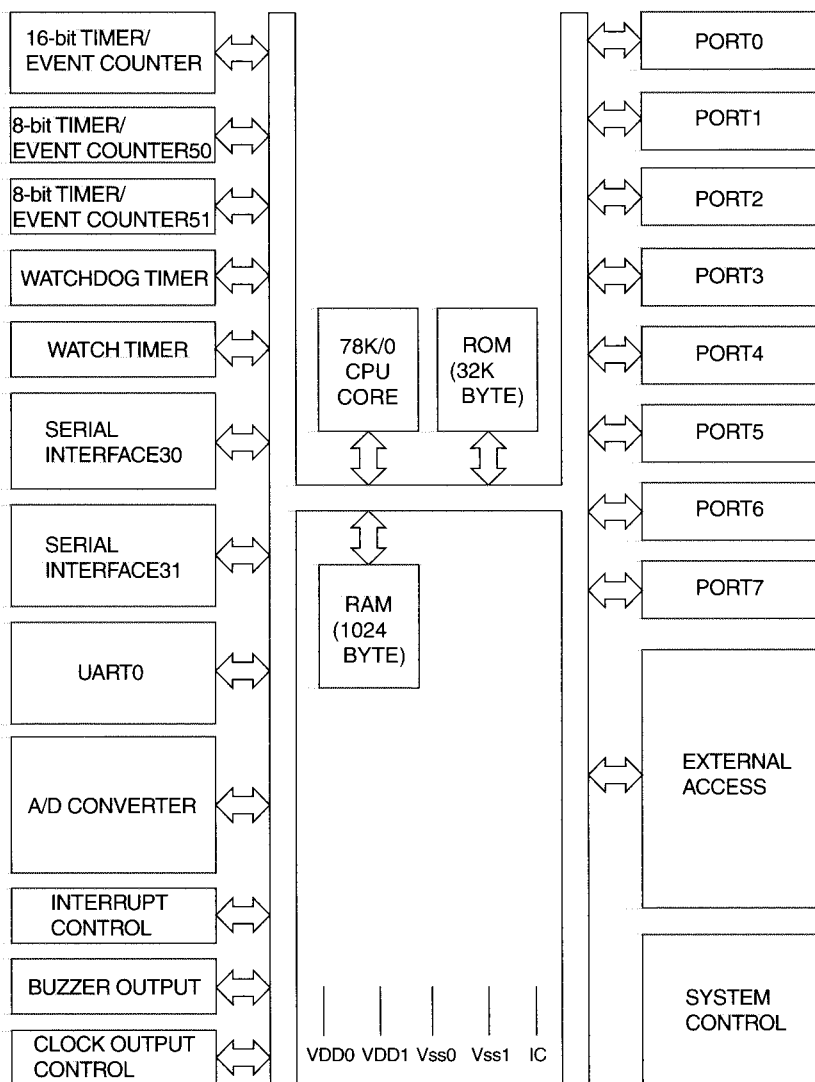 16-bit TIMER/
EVENT COUNTER
8-bit TIMER/
EVENT COUNTER50
8-bit TIMER/
EVENT COUNTER51
WATCHDOG TIMER
WATCH TIMER
SERIAL
INTERFACE30
SERIAL
INTERFACE31
UART0
A/D CONVERTER
INTERRUPT
CONTROL
BUZZER OUTPUT
CLOCK OUTPUT
CONTROL
78K/0
CPU
CORE
ROM
(32K
BYTE)
RAM
(1024
BYTE)
VDD0 VDD1 Vss0 Vss1 IC
PORT0
PORT1
PORT2
PORT3
PORT4
PORT5
PORT6
PORT7
EXTERNAL
ACCESS
SYSTEM
CONTROL